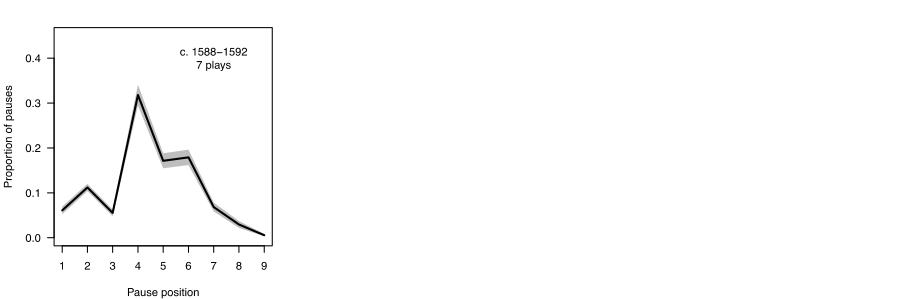 c. 1588–1592
7 plays
Proportion of pauses
0.4
0.3
0.2
0.1
0.0
1 2 3 4 5 6 7 8 9
Pause position